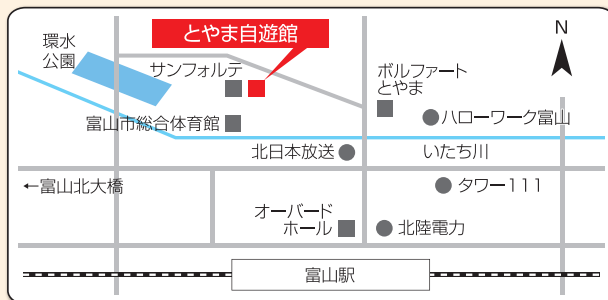 とやま自遊館
N
環水
公園
サンフォルテ
ボルファート
とやま
富山市総合体育館
ハローワーク富山
北日本放送
いたち川
←富山北大橋
タワー111
オーバード
ホール
北陸電力
富山駅